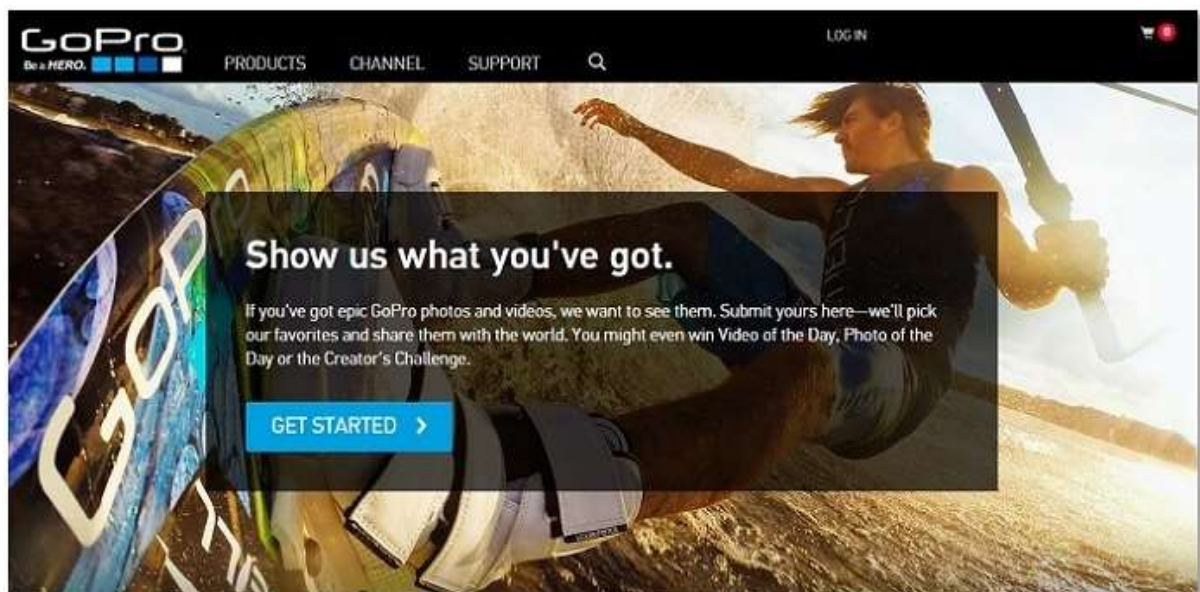 GoPro
Be a HERO.
PRODUCTS CHANNEL SUPPORT
LOG IN
GoPro
Show us what you've got.
If you've got epic GoPro photos and videos, we want to see them. Submit yours here—we'll pick
our favorites and share them with the world. You might even win Video of the Day, Photo of the
Day or the Creator's Challenge.
GET STARTED